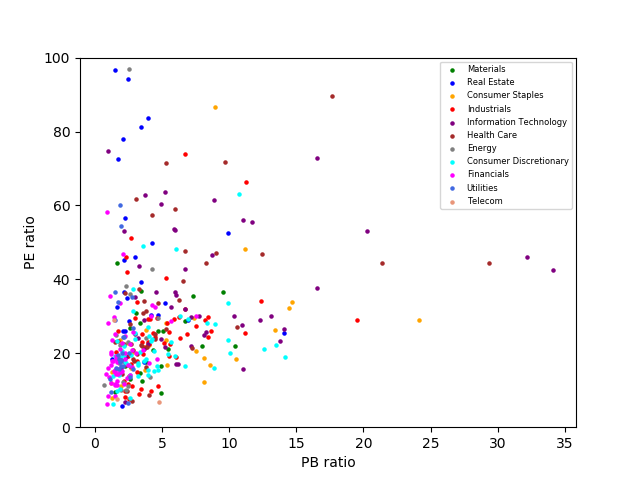 100
80
60
40
20
0
PE ratio
0 5 10 15 20 25 30 35
PB ratio
Materials
Real Estate
Consumer Staples
Industrials
Information Technology
Health Care
Energy
Consumer Discretionary
Financials
Utilities
Telecom